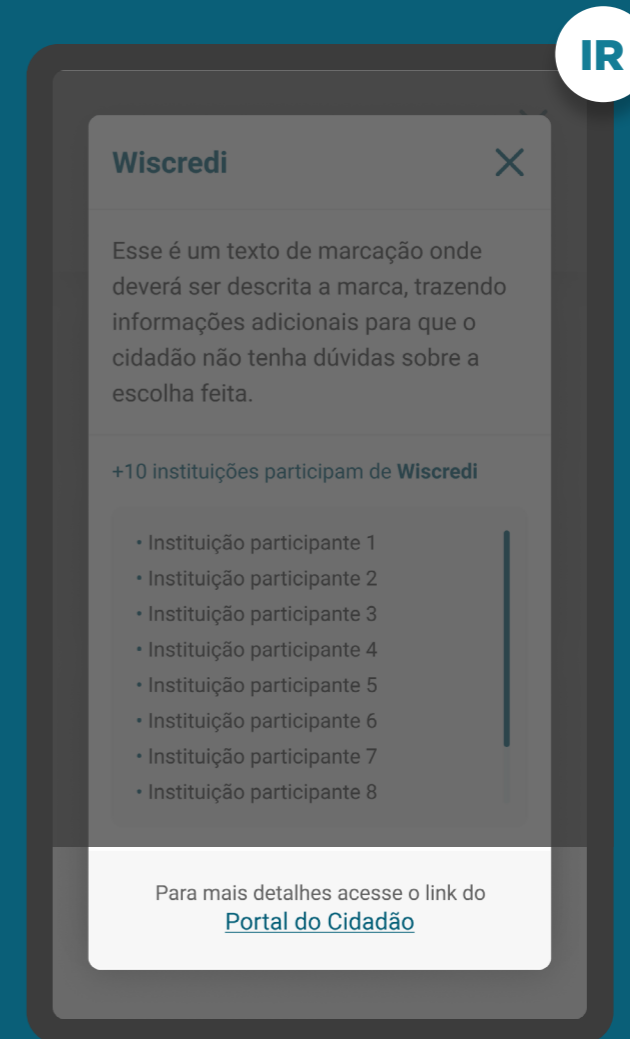 IR
Wiscredi
Esse é um texto de marcação onde
deverá ser descrita a marca, trazendo
informações adicionais para que o
cidadão não tenha dúvidas sobre a
escolha feita.
+10 instituições participam de Wiscredi
• Instituição participante 1
• Instituição participante 2
• Instituição participante 3
• Instituição participante 4
• Instituição participante 5
• Instituição participante 6
• Instituição participante 7
• Instituição participante 8
Para mais detalhes acesse o link do
Portal do Cidadão